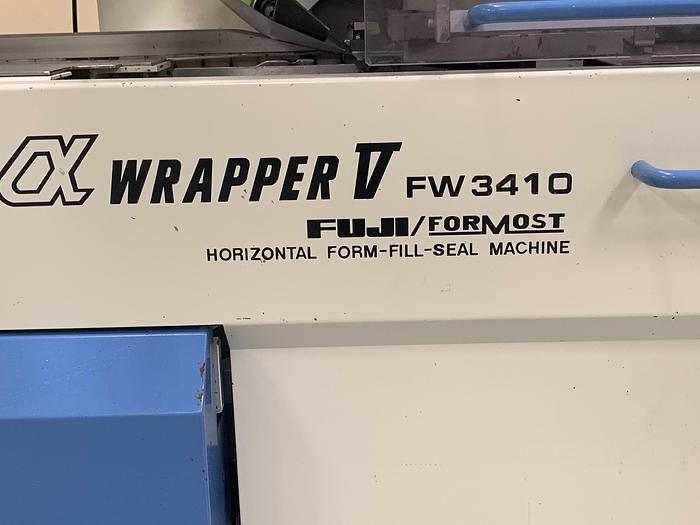 α WRAPPER V FW3410
FUJI/FORMOST
HORIZONTAL FORM-FILL-SEAL MACHINE